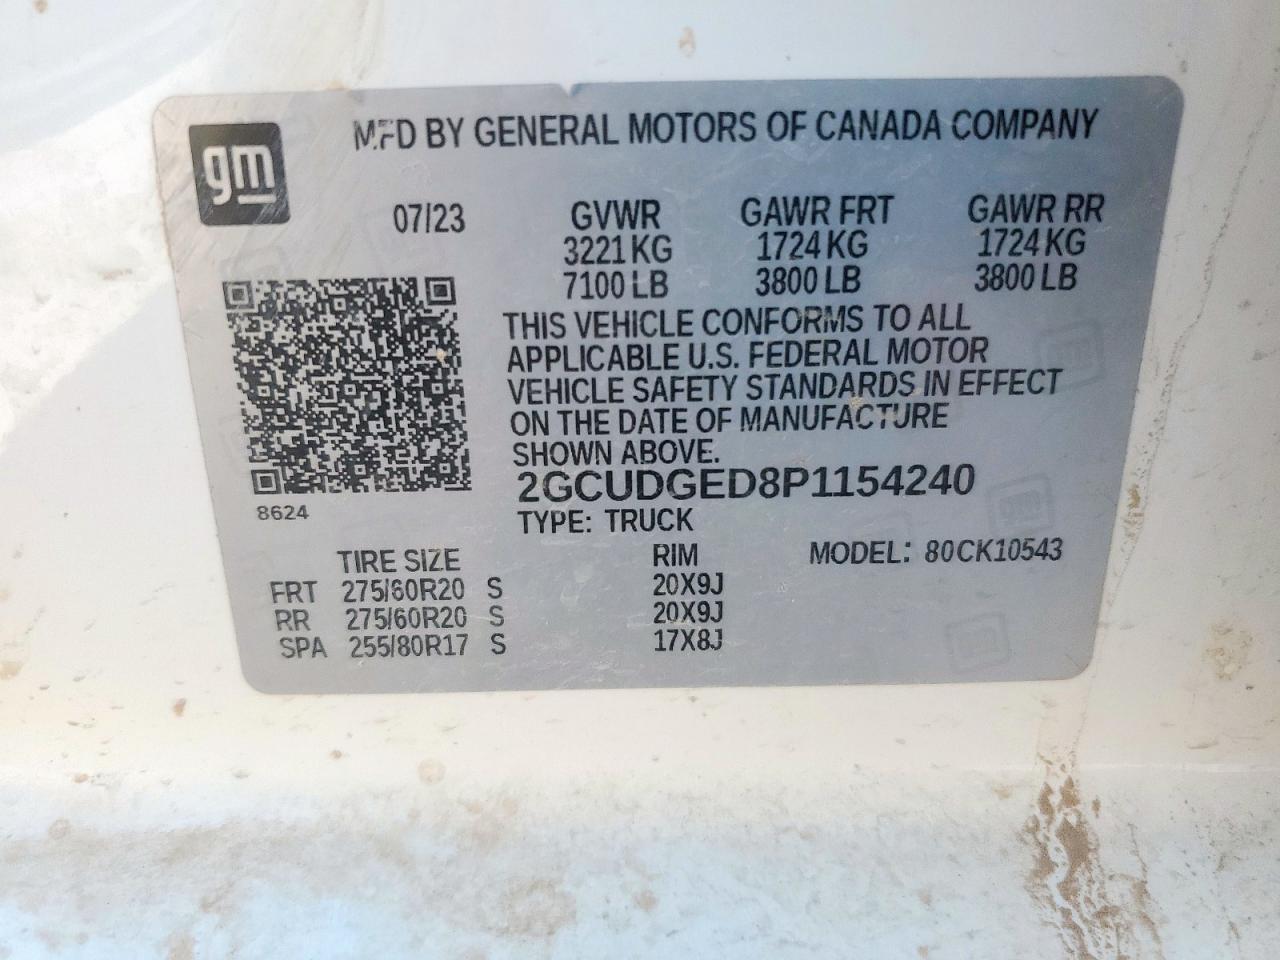 gm
MFD BY GENERAL MOTORS OF CANADA COMPANY
07/23 GVWR GAWR FRT GAWR RR
3221 KG 1724 KG 1724 KG
7100 LB 3800 LB 3800 LB
THIS VEHICLE CONFORMS TO ALL
APPLICABLE U.S. FEDERAL MOTOR
VEHICLE SAFETY STANDARDS IN EFFECT
ON THE DATE OF MANUFACTURE
SHOWN ABOVE.
2GCUDGED8P1154240
8624
TYPE: TRUCK
TIRE SIZE RIM MODEL: 80CK10543
FRT 275/60R20 S 20X9J
RR 275/60R20 S 20X9J
SPA 255/80R17 S 17X8J